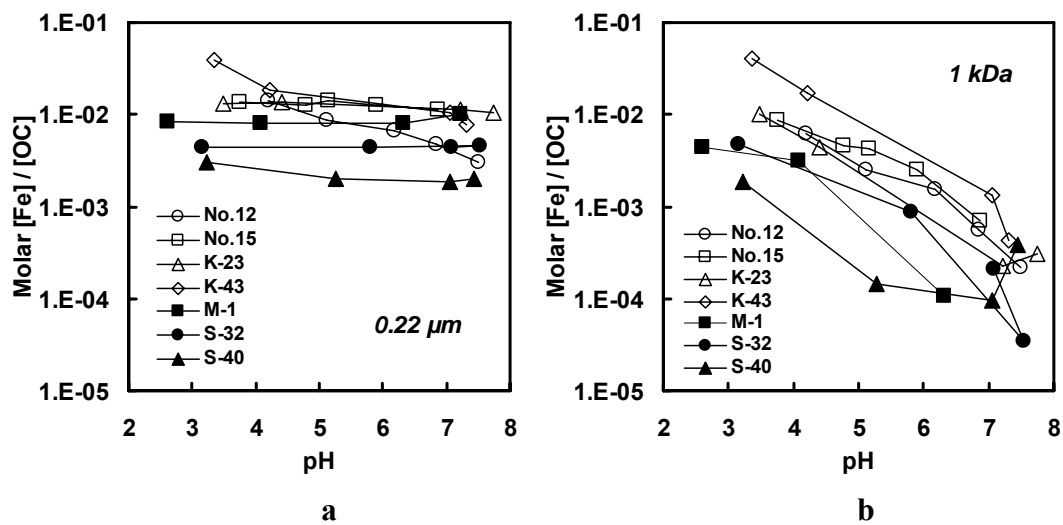 1.E-01
1.E-02
1.E-03
1.E-04
1.E-05
Molar [Fe] / [OC]
No.12
No.15
K-23
K-43
M-1
S-32
S-40
0.22 µm
2 3 4 5 6 7 8
pH
a
1.E-01
1.E-02
1.E-03
1.E-04
1.E-05
Molar [Fe] / [OC]
1 kDa
No.12
No.15
K-23
K-43
M-1
S-32
S-40
2 3 4 5 6 7 8
pH
b